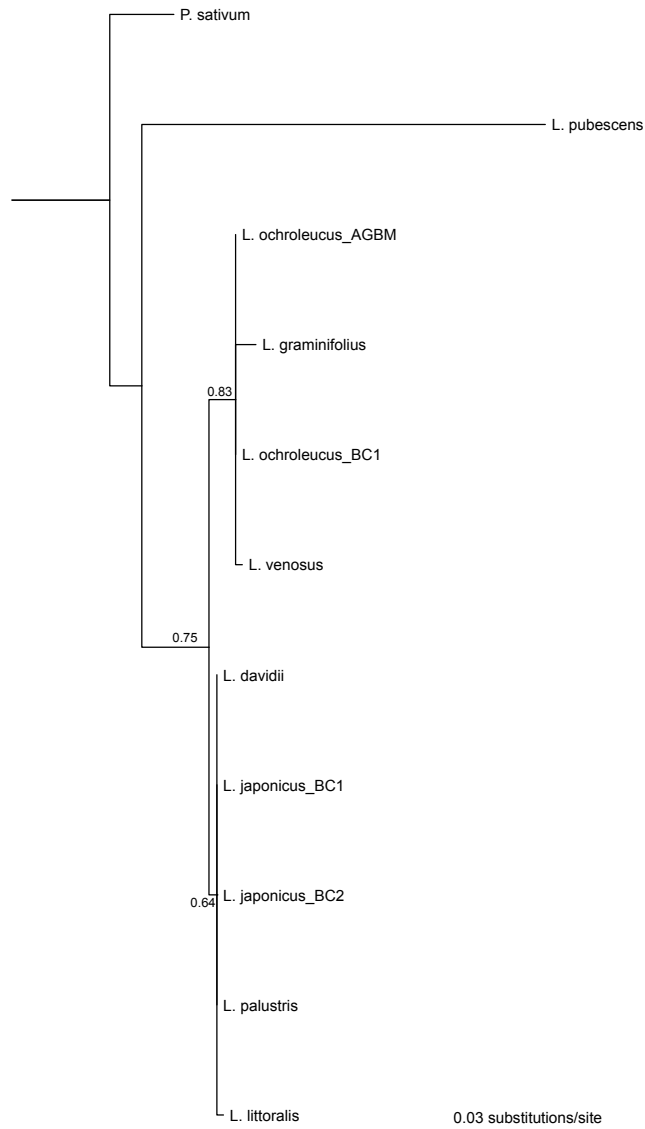 P. sativum
L. pubescens
L. ochroleucus_AGBM
L. graminifolius
0.83
L. ochroleucus_BC1
L. venosus
0.75
L. davidii
L. japonicus_BC1
L. japonicus_BC2
0.64
L. palustris
L. littoralis
0.03 substitutions/site